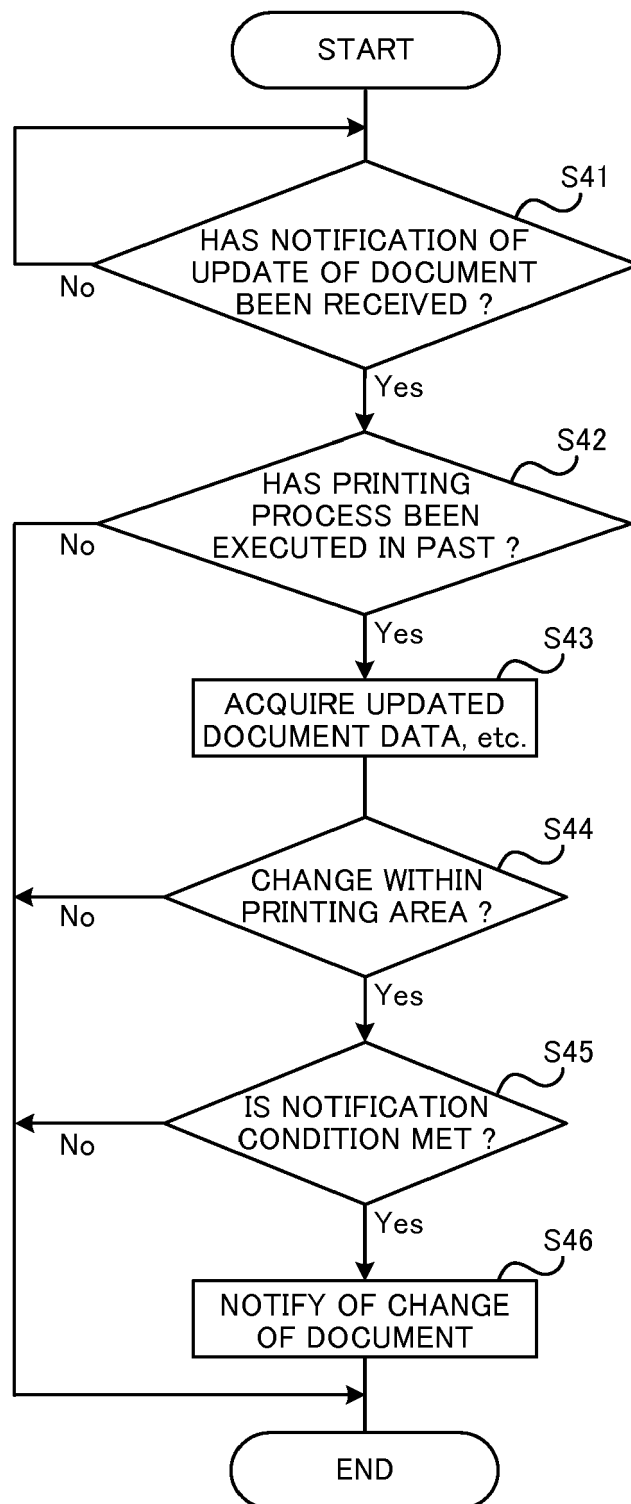 START
S41
HAS NOTIFICATION OF
UPDATE OF DOCUMENT
BEEN RECEIVED ?
No
Yes
S42
HAS PRINTING
PROCESS BEEN
EXECUTED IN PAST ?
No
Yes
S43
ACQUIRE UPDATED
DOCUMENT DATA, etc.
S44
CHANGE WITHIN
PRINTING AREA ?
No
Yes
S45
IS NOTIFICATION
CONDITION MET ?
No
Yes
S46
NOTIFY OF CHANGE
OF DOCUMENT
END